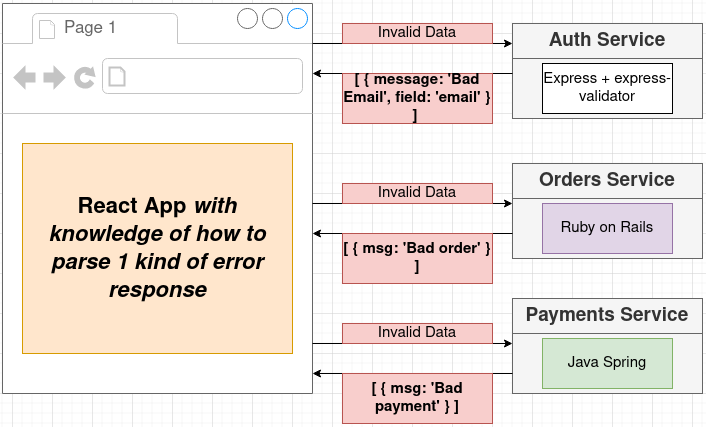 Page 1
Invalid Data
Auth Service
[ { message: 'Bad
Email', field: 'email' }
]
Express + express-
validator
React App with
knowledge of how to
parse 1 kind of error
response
Invalid Data
Orders Service
[ { msg: 'Bad order' }
]
Ruby on Rails
Invalid Data
Payments Service
[ { msg: 'Bad
payment' } ]
Java Spring